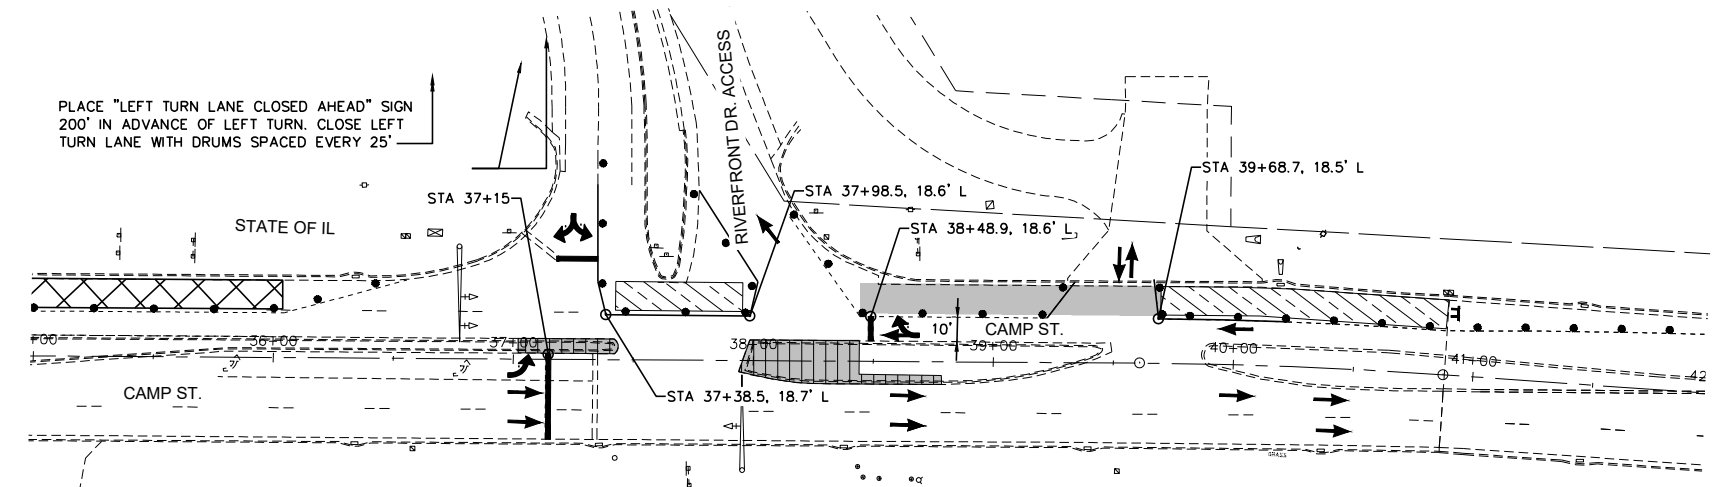 PLACE "LEFT TURN LANE CLOSED AHEAD" SIGN
200' IN ADVANCE OF LEFT TURN. CLOSE LEFT
TURN LANE WITH DRUMS SPACED EVERY 25'
RIVERFRONT DR. ACCESS
STA 39+68.7, 18.5' L
STA 37+98.5, 18.6' L
STA 37+15
STATE OF IL
STA 38+48.9, 18.6' L
10'
CAMP ST.
+00
36+00
37+00
38+00
39+00
40+00
41+00
42
CAMP ST.
STA 37+38.5, 18.7' L
GRASS